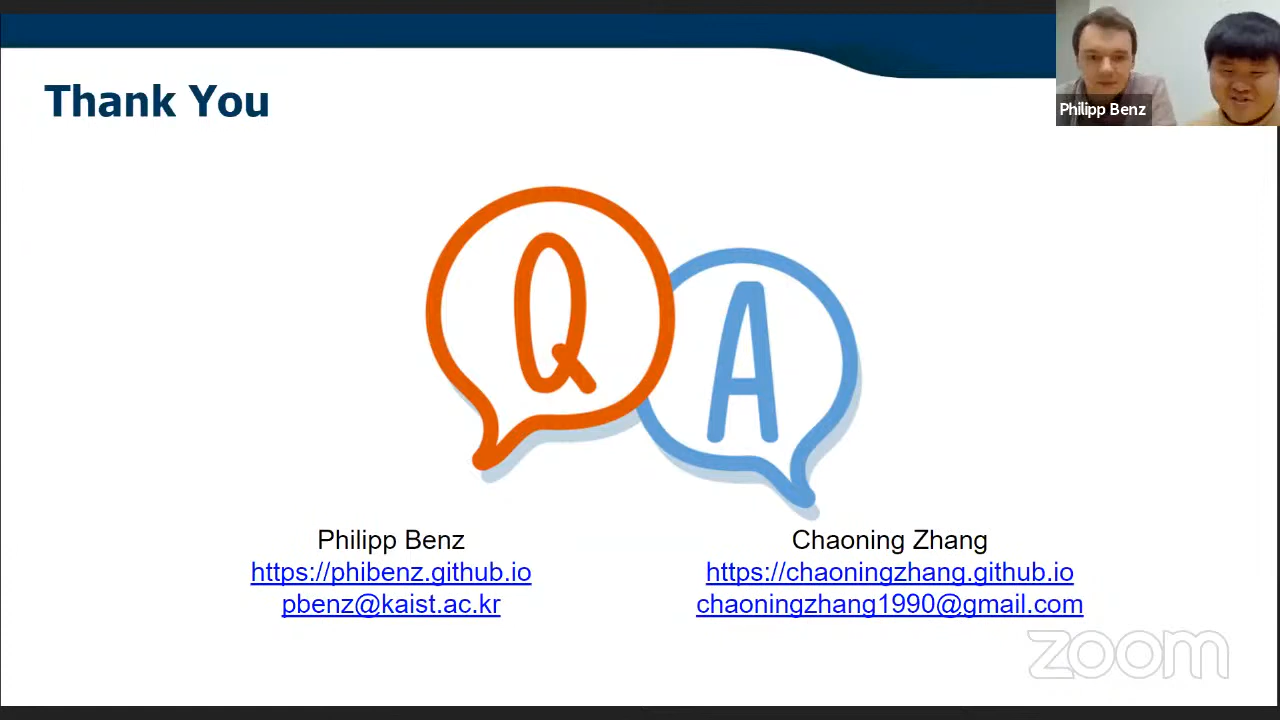 Thank You
Philipp Benz
Q
A
Philipp Benz
https://phibenz.github.io
pbenz@kaist.ac.kr
Chaoning Zhang
https://chaoningzhang.github.io
chaoningzhang1990@gmail.com
zoom